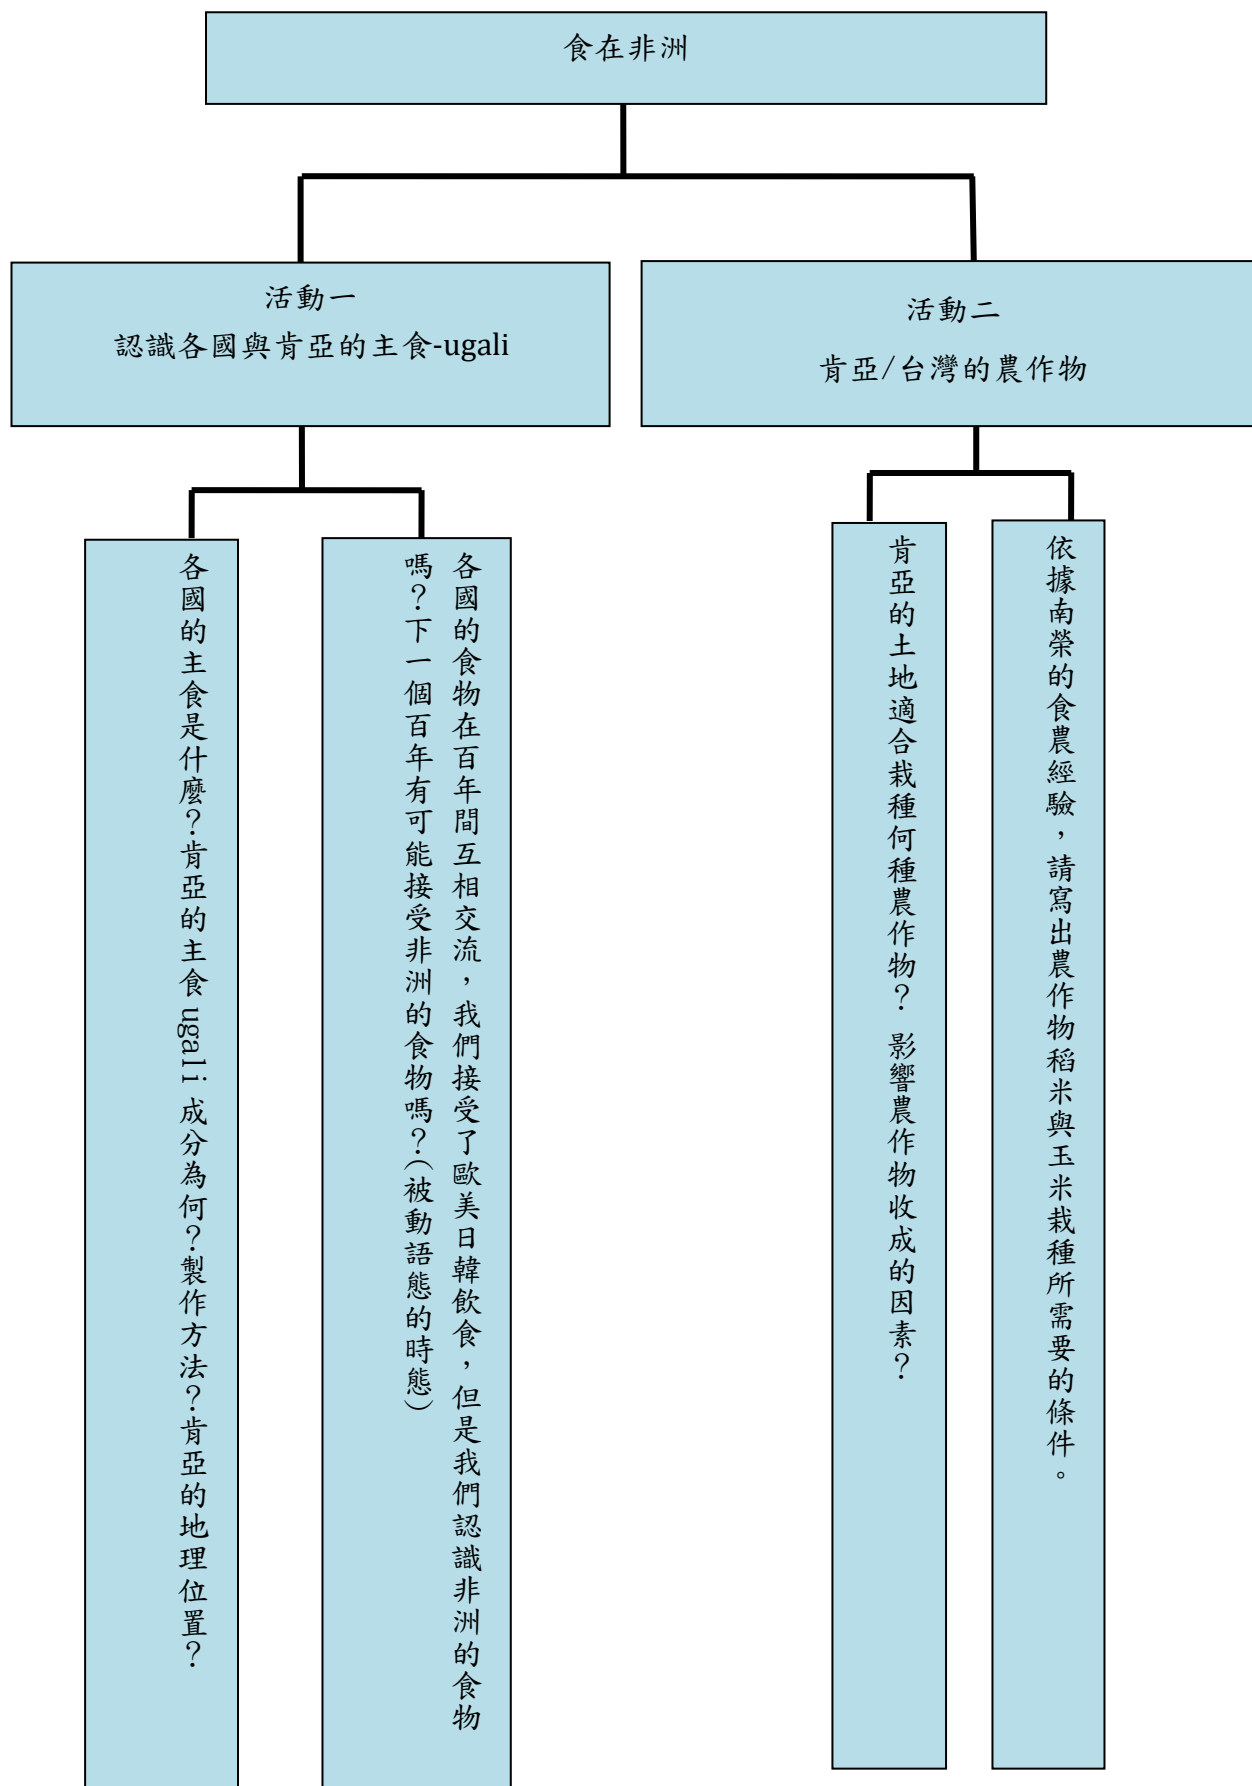 食在非洲
活動一
認識各國與肯亞的主食-ugali
活動二
肯亞/台灣的農作物
各國的主食是什麼？肯亞的主食 ugali 成分為何？製作方法？肯亞的地理位置？
各國的食物在百年間互相交流，我們接受了歐美日韓飲食，但是我們認識非洲的食物
嗎？下一個百年有可能接受非洲的食物嗎？(被動語態的時態)
肯亞的土地適合栽種何種農作物？ 影響農作物收成的因素？
依據南榮的食農經驗，請寫出農作物稻米與玉米栽種所需要的條件。